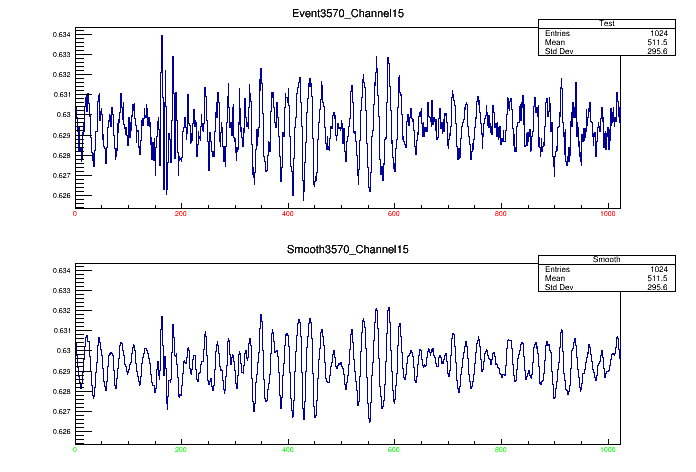 Event3570_Channel15
Test
Entries 1024
Mean 511.5
Std Dev 295.6
0.634
0.633
0.632
0.631
0.63
0.629
0.628
0.627
0.626
0 200 400 600 800 1000
Smooth3570_Channel15
Smooth
Entries 1024
Mean 511.5
Std Dev 295.6
0.634
0.633
0.632
0.631
0.63
0.629
0.628
0.627
0.626
0 200 400 600 800 1000